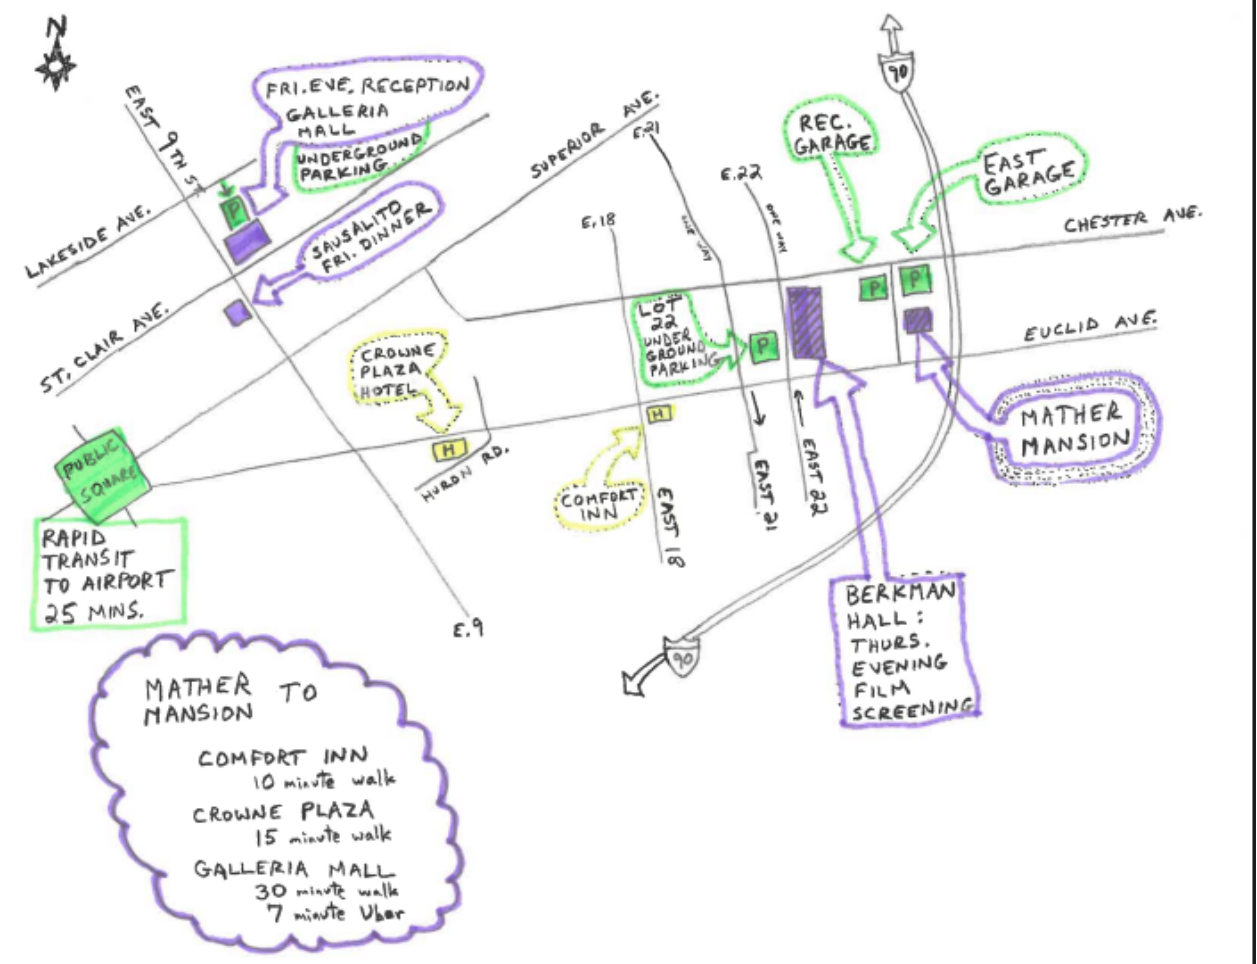 N
EAST 9TH ST.
FRI. EVE. RECEPTION
GALLERIA
MALL
UNDERGROUND
PARKING
P
LAKESIDE AVE.
SAUSALITO
FRI. DINNER
ST. CLAIR AVE.
SUPERIOR AVE.
E.21
ONE WAY
E.22
ONE WAY
E.18
90
REC.
GARAGE
EAST
GARAGE
CHESTER AVE.
P
P
LOT
22
UNDER
GROUND
PARKING
P
EUCLID AVE.
CROWNE
PLAZA
HOTEL
H
HURON RD.
H
COMFORT
INN
EAST 18
EAST 21
EAST 22
MATHER
MANSION
PUBLIC
SQUARE
RAPID
TRANSIT
TO AIRPORT
25 MINS.
E.9
90
BERKMAN
HALL:
THURS.
EVENING
FILM
SCREENING
MATHER TO
MANSION
COMFORT INN
10 minute walk
CROWNE PLAZA
15 minute walk
GALLERIA MALL
30 minute walk
7 minute Uber